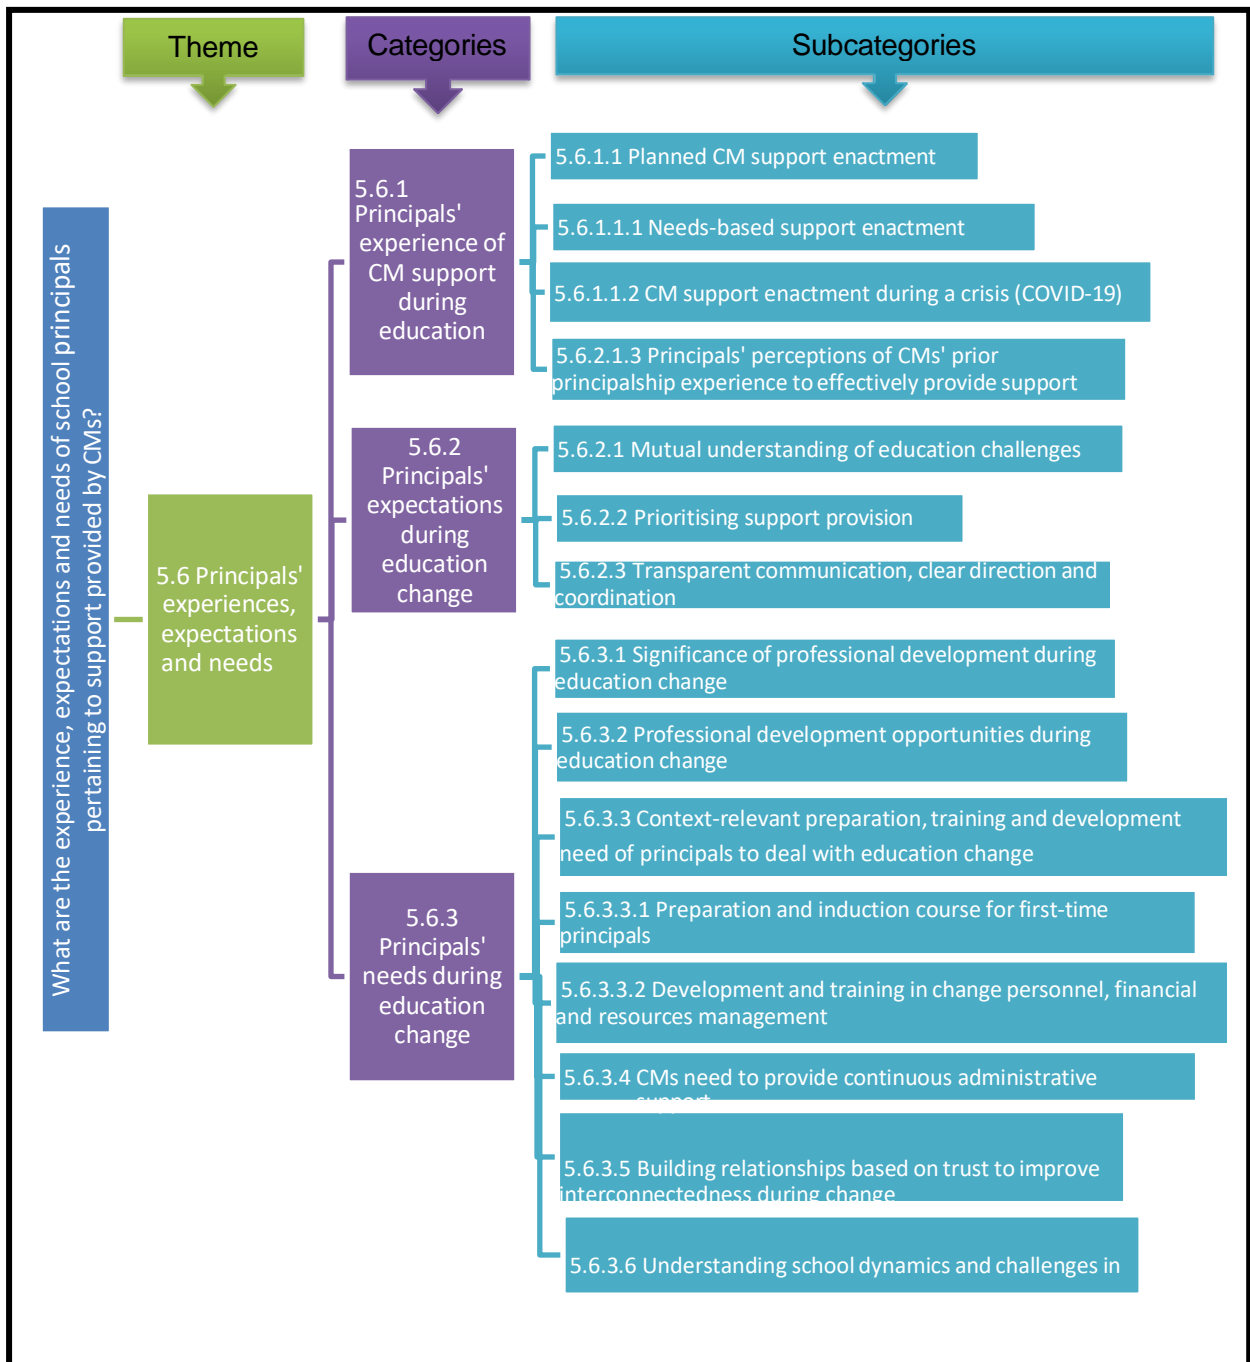 Theme
Categories
Subcategories
What are the experience, expectations and needs of school principals
pertaining to support provided by CMs?
5.6 Principals'
experiences,
expectations
and needs
5.6.1
Principals'
experience of
CM support
during
education
5.6.1.1 Planned CM support enactment
5.6.1.1.1 Needs-based support enactment
5.6.1.1.2 CM support enactment during a crisis (COVID-19)
5.6.2.1.3 Principals' perceptions of CMs' prior
principalship experience to effectively provide support
5.6.2
Principals'
expectations
during
education
change
5.6.2.1 Mutual understanding of education challenges
5.6.2.2 Prioritising support provision
5.6.2.3 Transparent communication, clear direction and
coordination
5.6.3
Principals'
needs during
education
change
5.6.3.1 Significance of professional development during
education change
5.6.3.2 Professional development opportunities during
education change
5.6.3.3 Context-relevant preparation, training and development
need of principals to deal with education change
5.6.3.3.1 Preparation and induction course for first-time
principals
5.6.3.3.2 Development and training in change personnel, financial
and resources management
5.6.3.4 CMs need to provide continuous administrative
support
5.6.3.5 Building relationships based on trust to improve
interconnectedness during change
5.6.3.6 Understanding school dynamics and challenges in